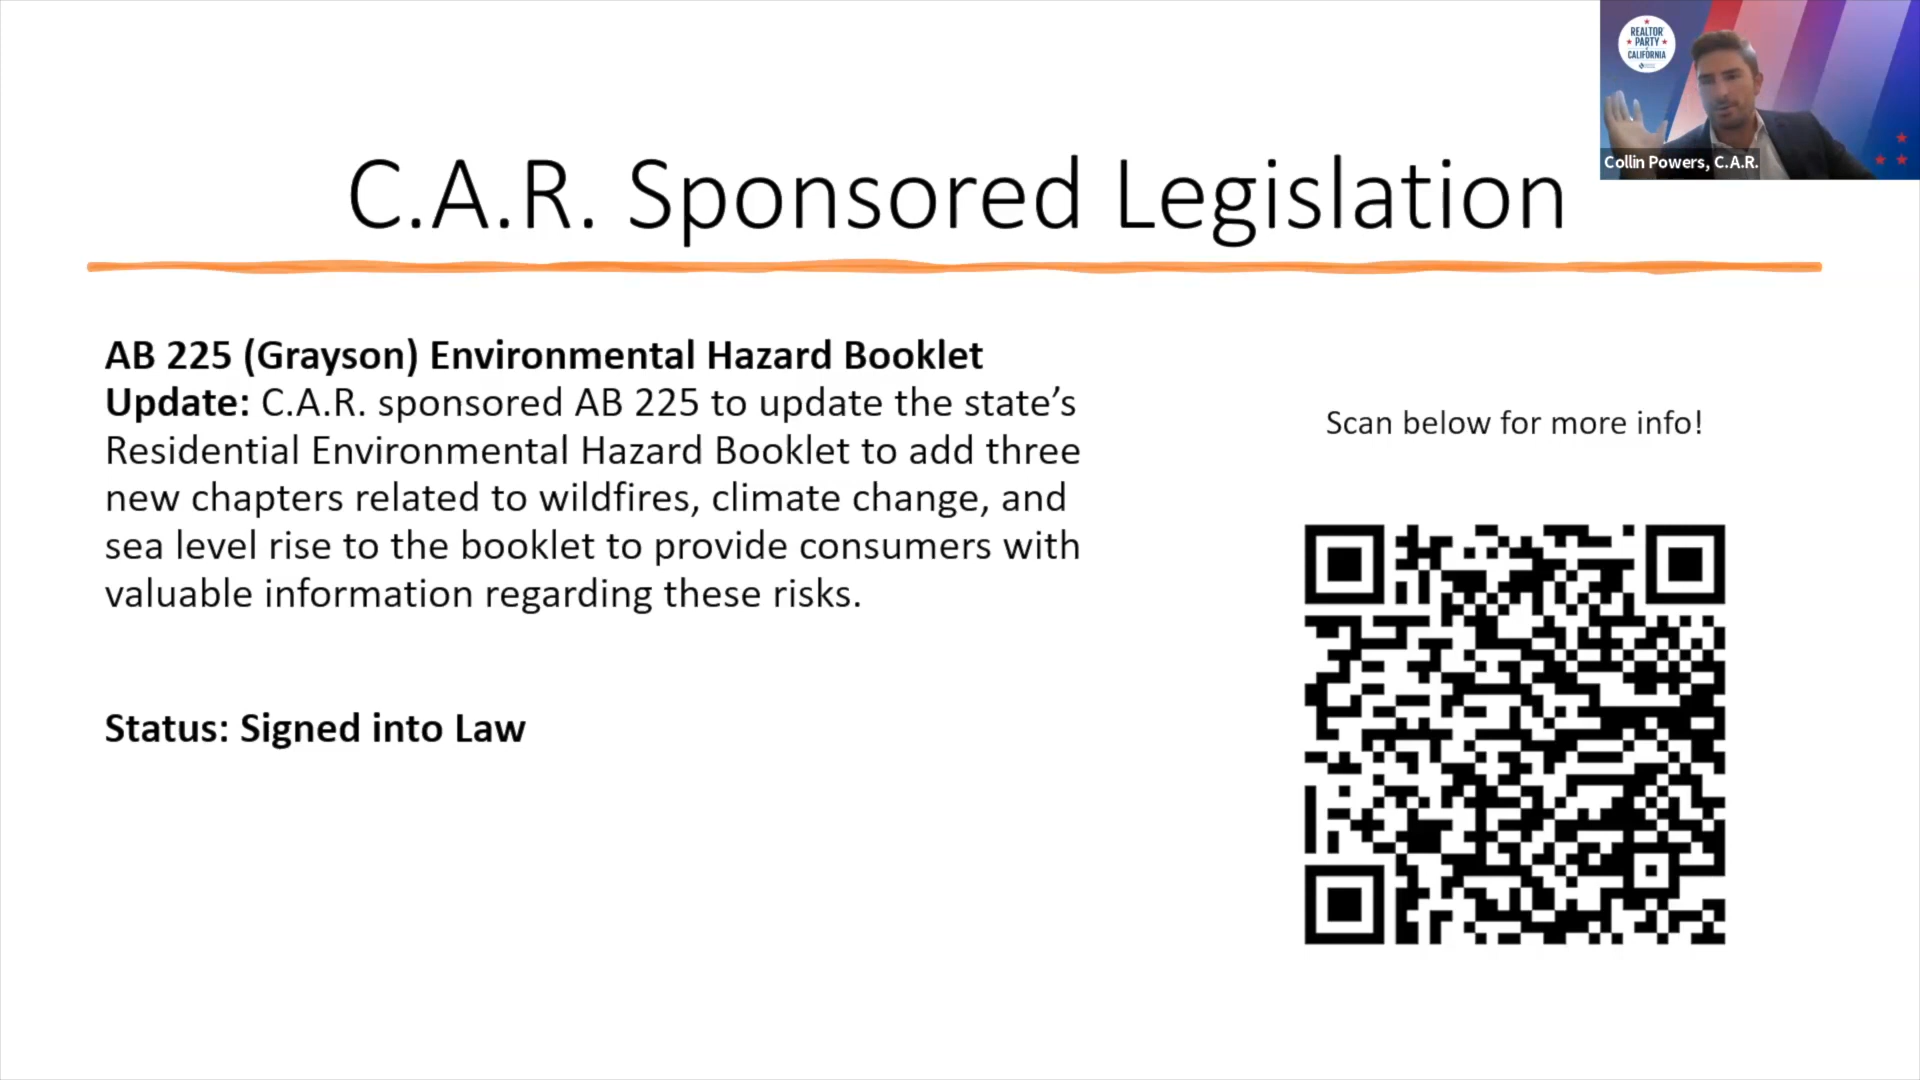 REALTOR
PARTY
CALIFORNIA
Collin Powers, C.A.R.
C.A.R. Sponsored Legislation
AB 225 (Grayson) Environmental Hazard Booklet
Update: C.A.R. sponsored AB 225 to update the state’s
Residential Environmental Hazard Booklet to add three
new chapters related to wildfires, climate change, and
sea level rise to the booklet to provide consumers with
valuable information regarding these risks.
Status: Signed into Law
Scan below for more info!